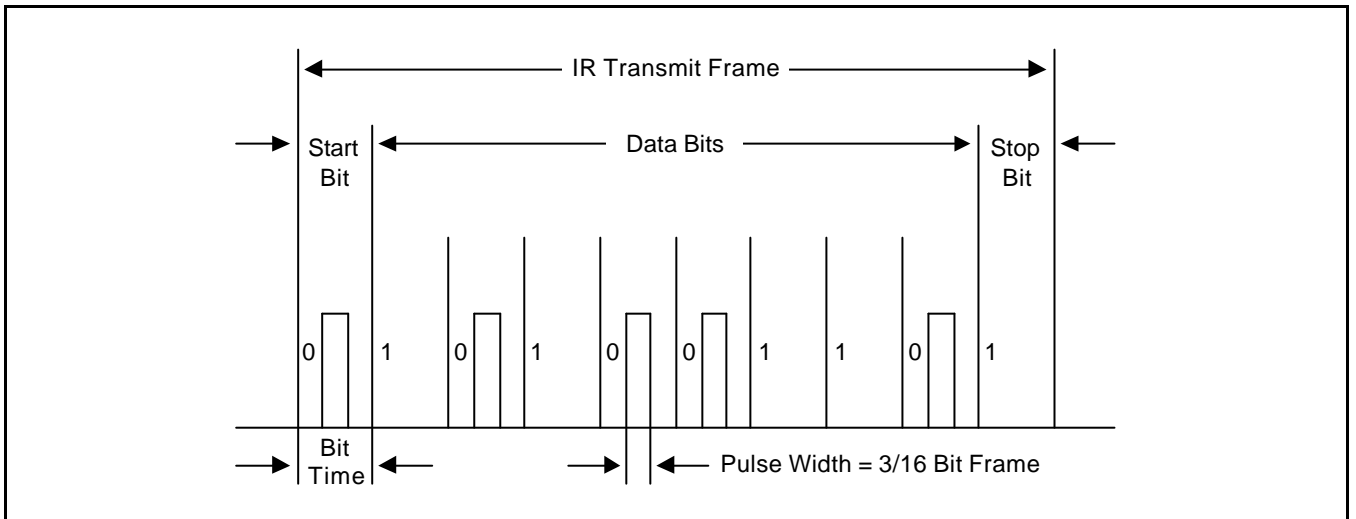 IR Transmit Frame
Start
Bit
Data Bits
Stop
Bit
0 1 0 1 0 0 1 1 0 1
Bit
Time
Pulse Width = 3/16 Bit Frame